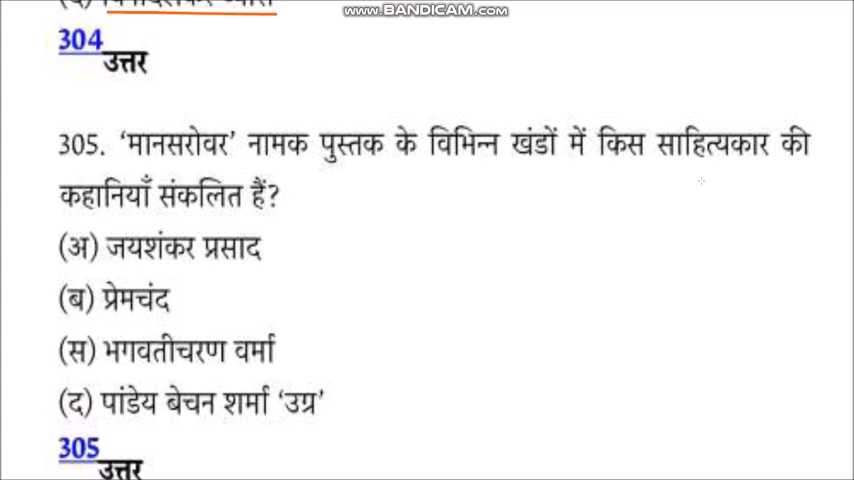 www.BANDICAM.com
304
उत्तर
305. ‘मानसरोवर’ नामक पुस्तक के विभिन्न खंडों में किस साहित्यकार की
कहानियाँ संकलित हैं?
(अ) जयशंकर प्रसाद
(ब) प्रेमचंद
(स) भगवतीचरण वर्मा
(द) पांडेय बेचन शर्मा ‘उग्र’
305
उत्तर